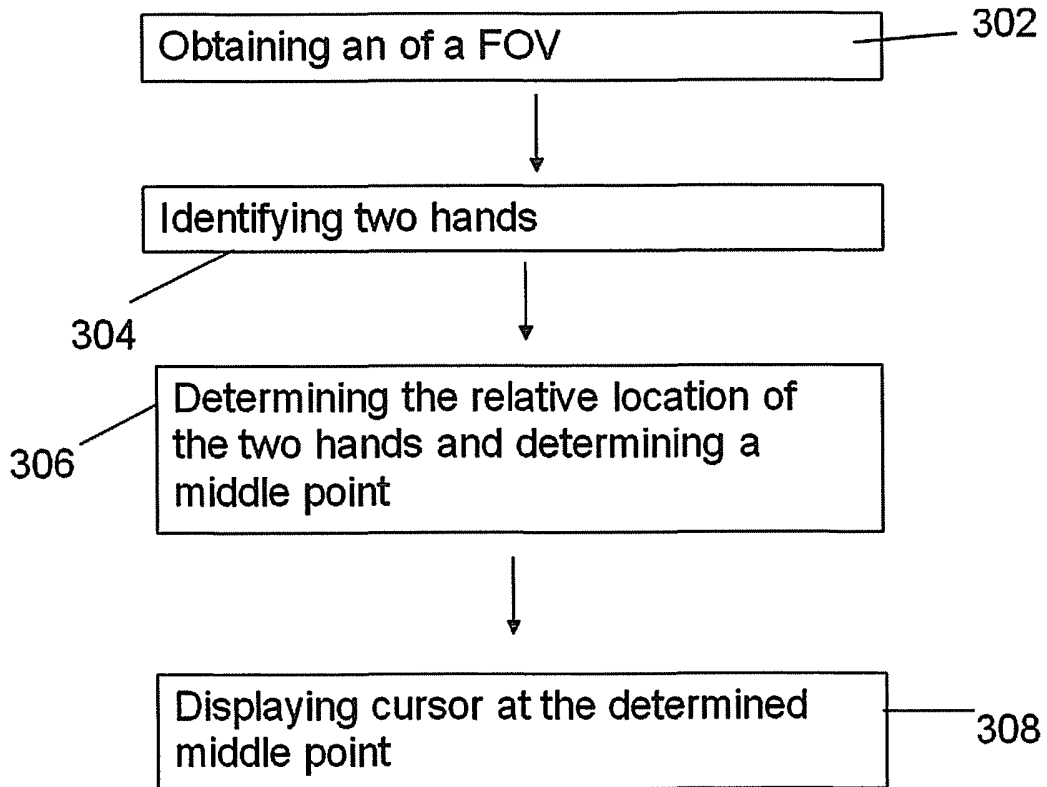 Obtaining an of a FOV
302
Identifying two hands
304
Determining the relative location of
the two hands and determining a
middle point
306
Displaying cursor at the determined
middle point
308